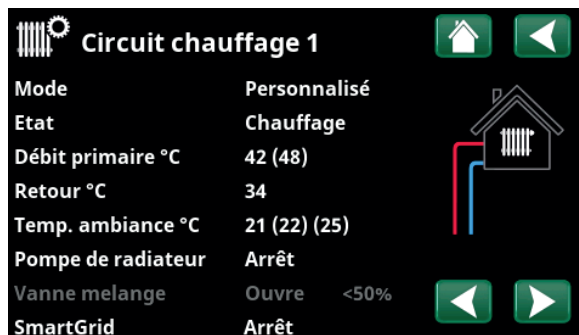 Circuit chauffage 1
Mode Personnalisé
Etat Chauffage
Débit primaire °C 42 (48)
Retour °C 34
Temp. ambiance °C 21 (22) (25)
Pompe de radiateur Arrêt
Vanne melange Ouvre <50%
SmartGrid Arrêt